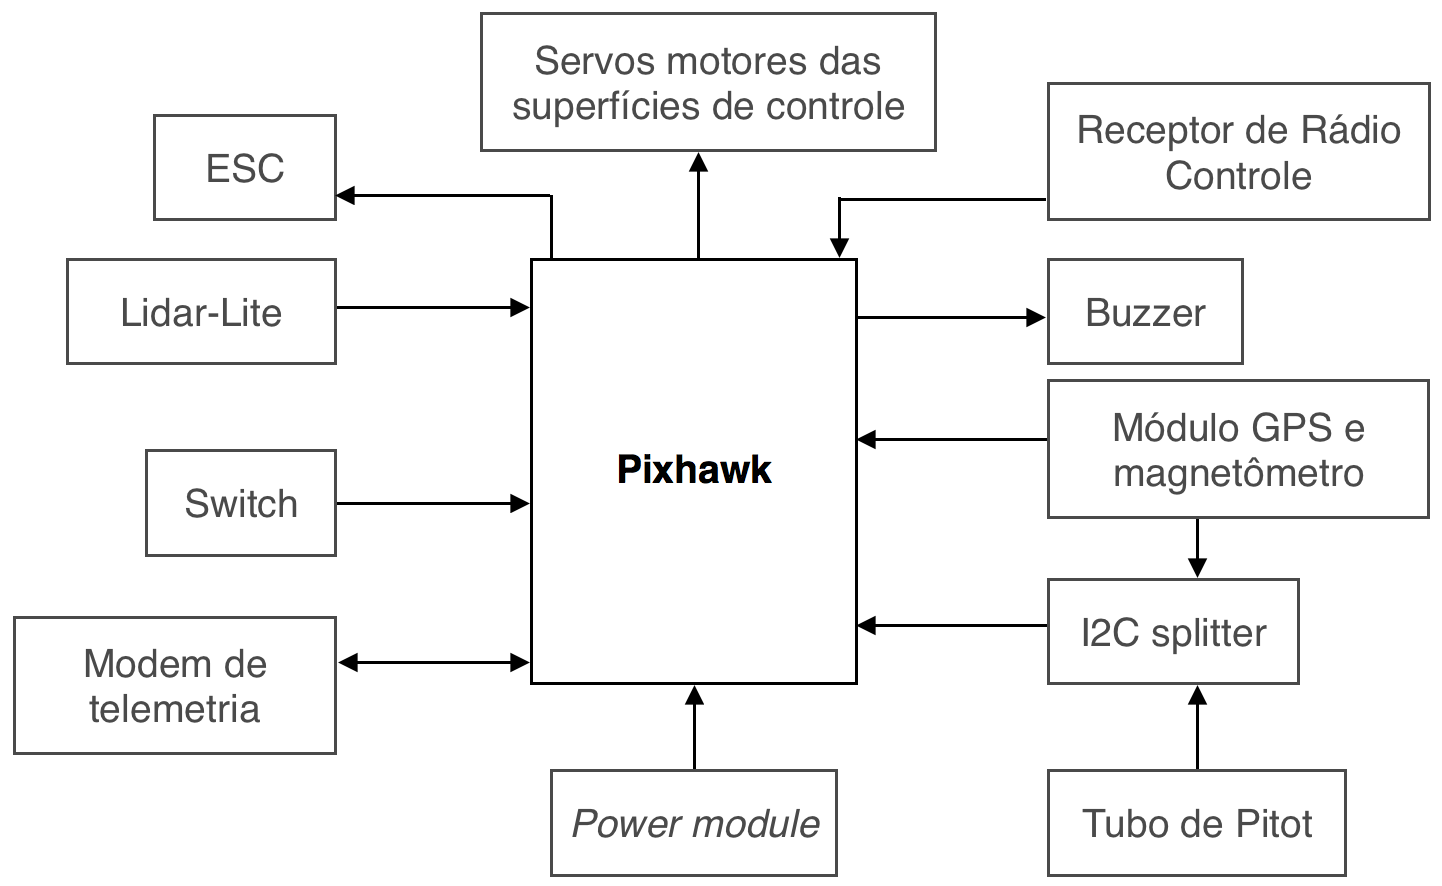 Servos motores das
superfícies de controle
Receptor de Rádio
Controle
ESC
Lidar-Lite
Buzzer
Módulo GPS e
magnetômetro
Pixhawk
Switch
I2C splitter
Modem de
telemetria
Power module
Tubo de Pitot